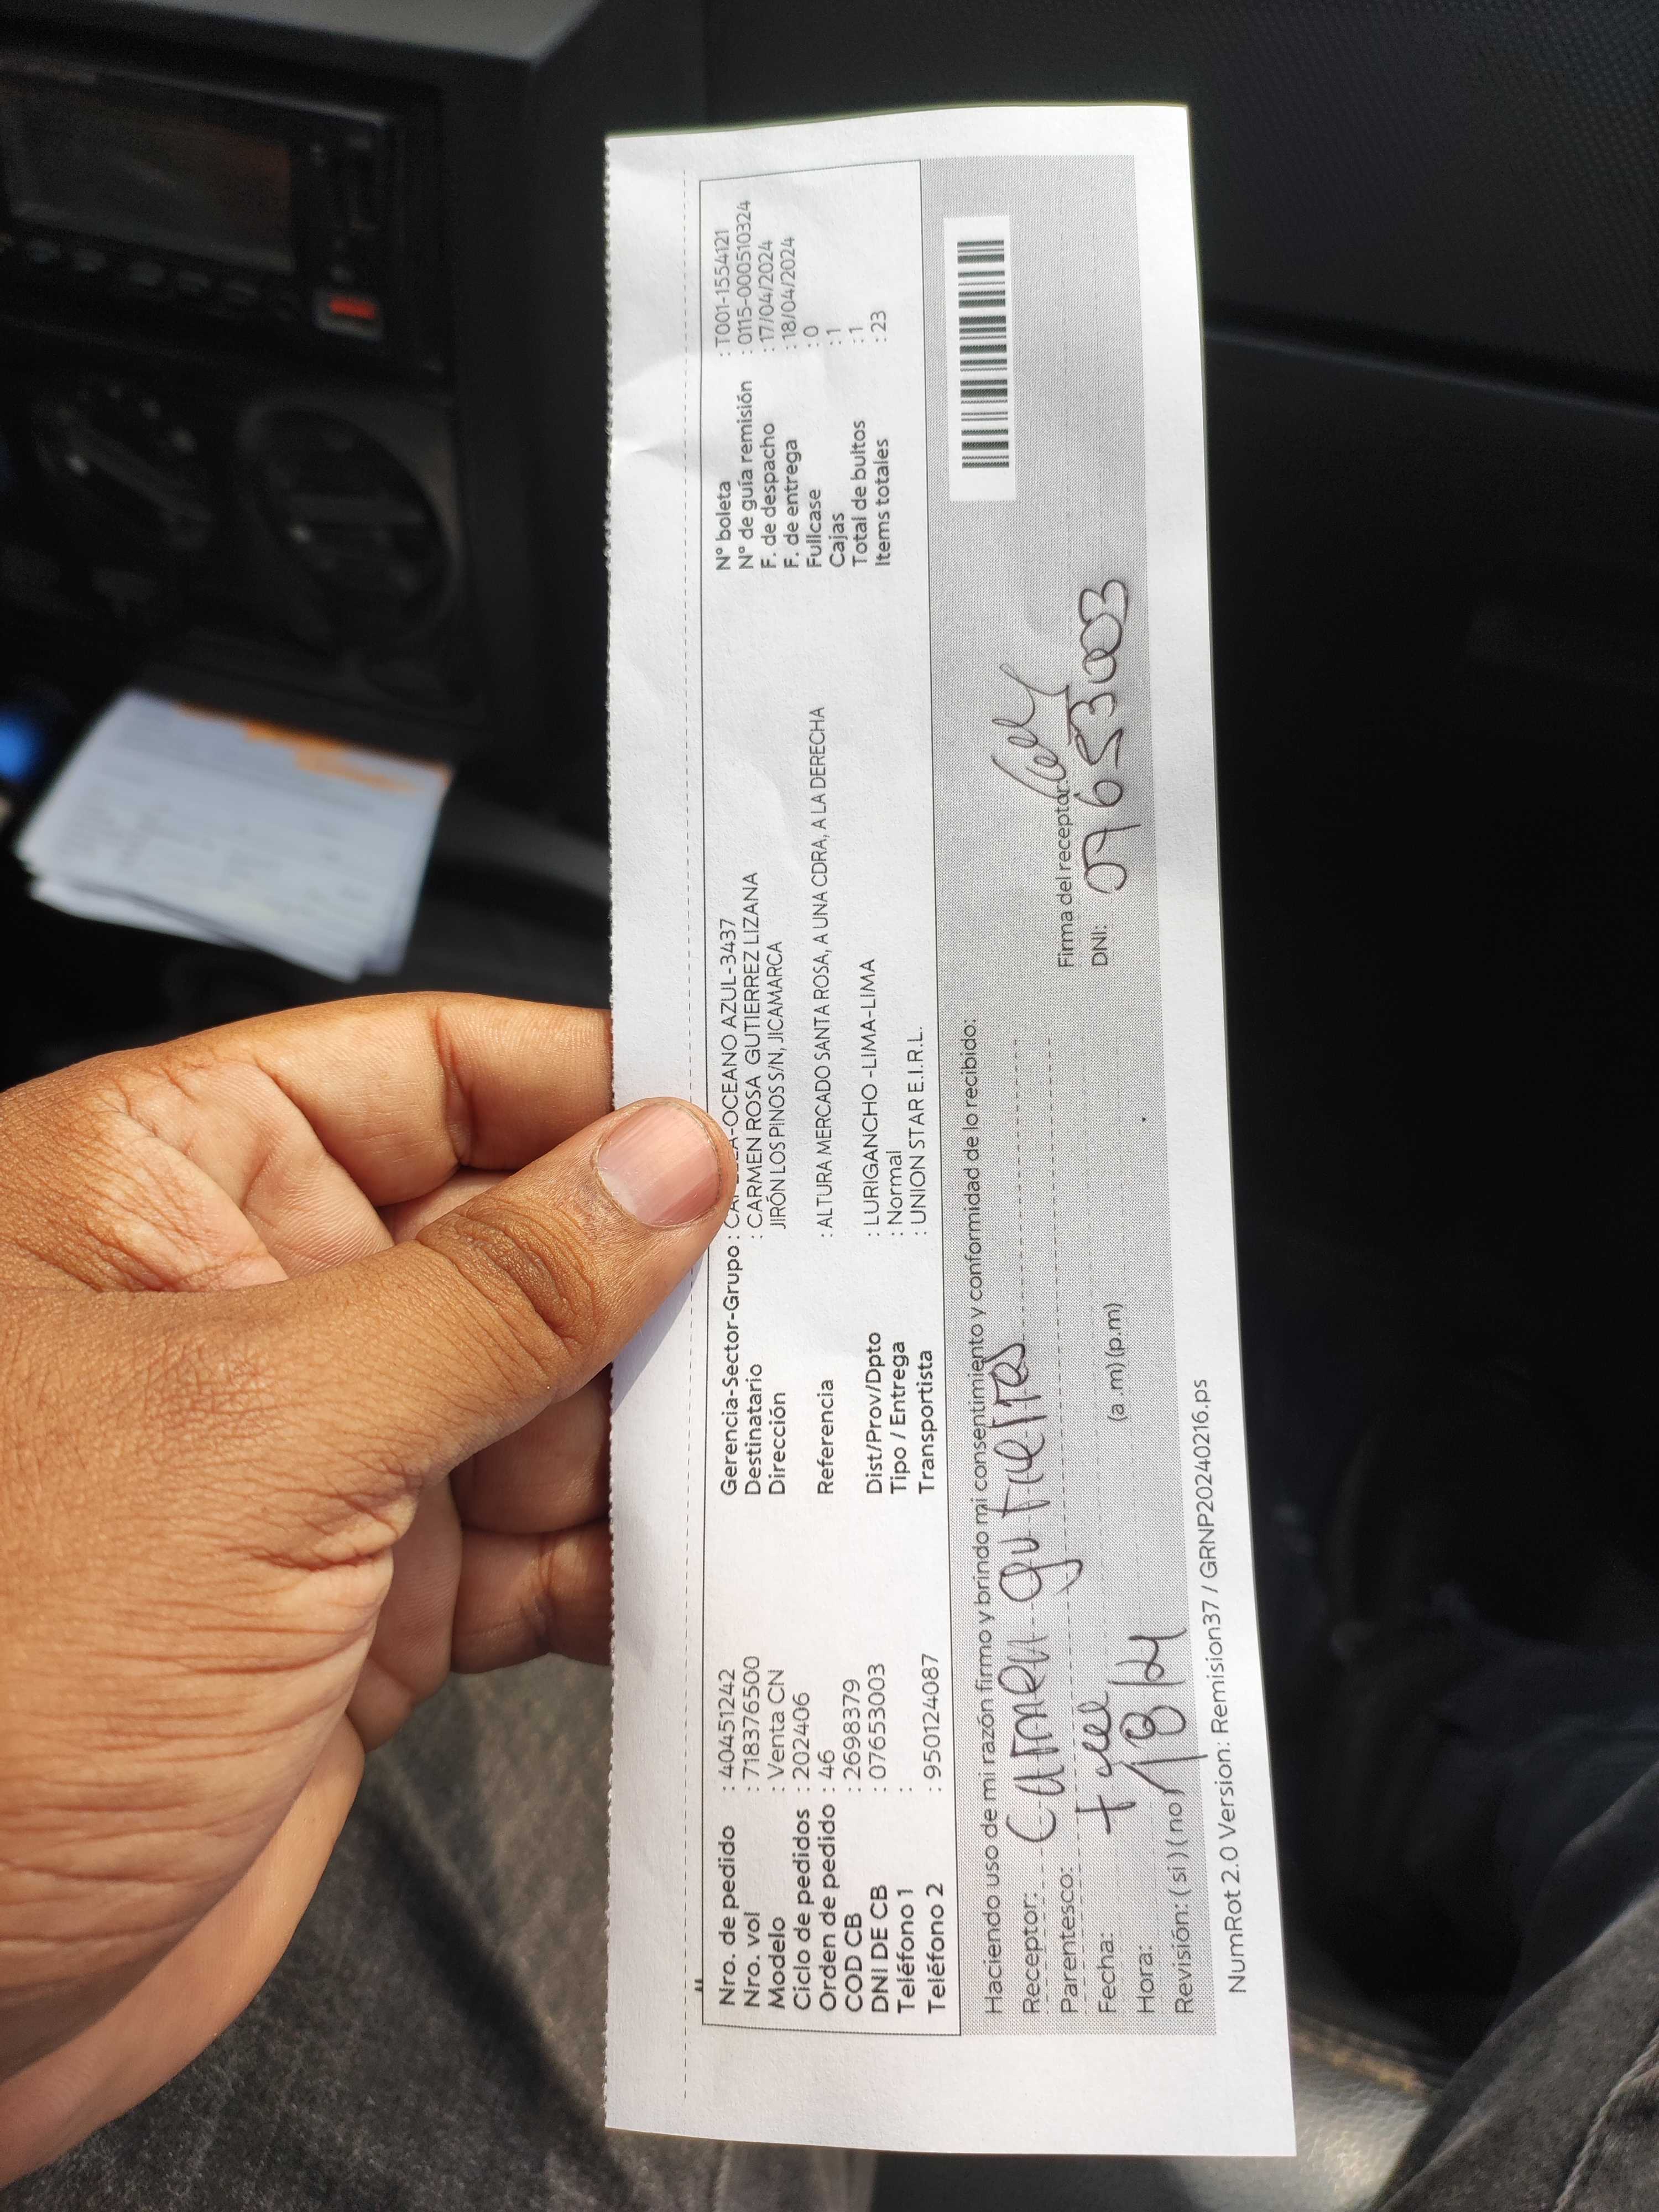 Nro. de pedido : 40451242
Nro. vol : 718376500
Modelo : Venta CN
Ciclo de pedidos : 202406
Orden de pedido : 46
COD CB : 2698379
DNI DE CB : 07653003
Teléfono 1 :
Teléfono 2 : 950124087
Gerencia-Sector-Grupo : -OCEANO AZUL-3437
Destinatario : CARMEN ROSA GUTIERREZ LIZANA
Dirección JIRÓN LOS PINOS S/N, JICAMARCA
Referencia : ALTURA MERCADO SANTA ROSA, A UNA CDRA, A LA DERECHA
Dist/Prov/Dpto : LURIGANCHO -LIMA-LIMA
Tipo / Entrega : Normal
Transportista : UNION STAR E.I.R.L.
N° boleta : T001-1554121
N° de guía remisión : 0115-000510324
F. de despacho : 17/04/2024
F. de entrega : 18/04/2024
Fullcase : 0
Cajas : 1
Total de bultos : 1
Items totales : 23
Haciendo uso de mi razón firmo y brindo mi consentimiento y conformidad de lo recibido:
Receptor: Carmen
Parentesco:
Fecha:
Hora: (a .m) (p.m)
Revisión: ( si ) ( no )
Firma del receptor:
DNI: 07653003
NumRot 2.0 Version: Remision37 / GRNP20240216.ps